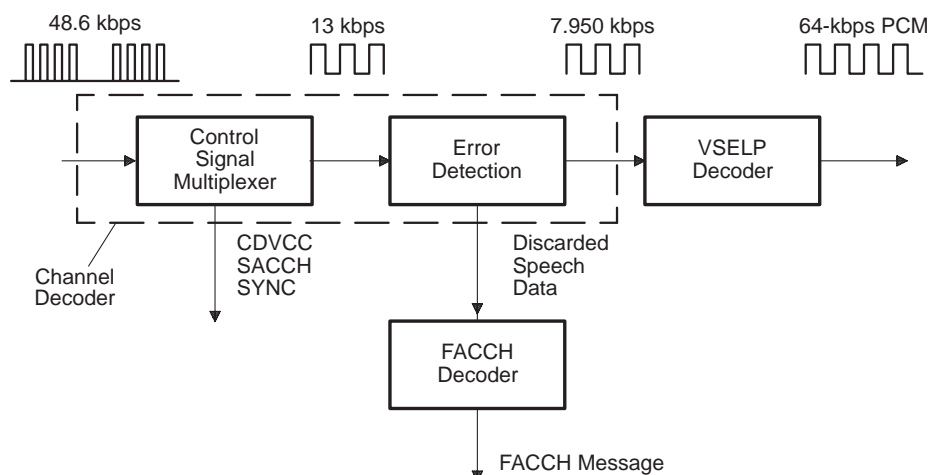 48.6 kbps
13 kbps
7.950 kbps
64-kbps PCM
Control
Signal
Multiplexer
Error
Detection
VSELP
Decoder
Channel
Decoder
CDVCC
SACCH
SYNC
Discarded
Speech
Data
FACCH
Decoder
FACCH Message